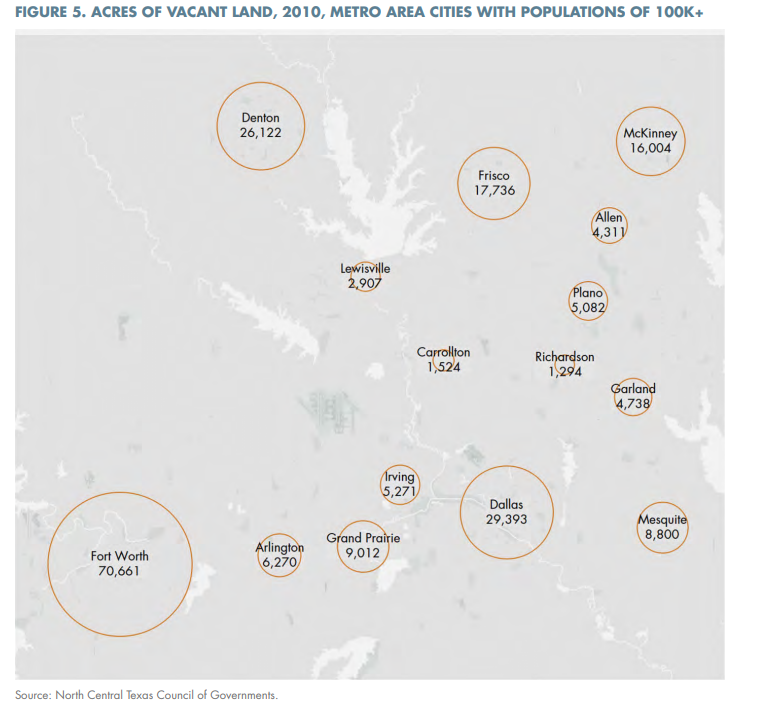 FIGURE 5. ACRES OF VACANT LAND, 2010, METRO AREA CITIES WITH POPULATIONS OF 100K+
Denton
26,122
McKinney
16,004
Frisco
17,736
Allen
4,311
Lewisville
2,907
Plano
5,082
Carrollton
1,524
Richardson
1,294
Garland
4,738
Irving
5,271
Dallas
29,393
Mesquite
8,800
Fort Worth
70,661
Arlington
6,270
Grand Prairie
9,012
Source: North Central Texas Council of Governments.